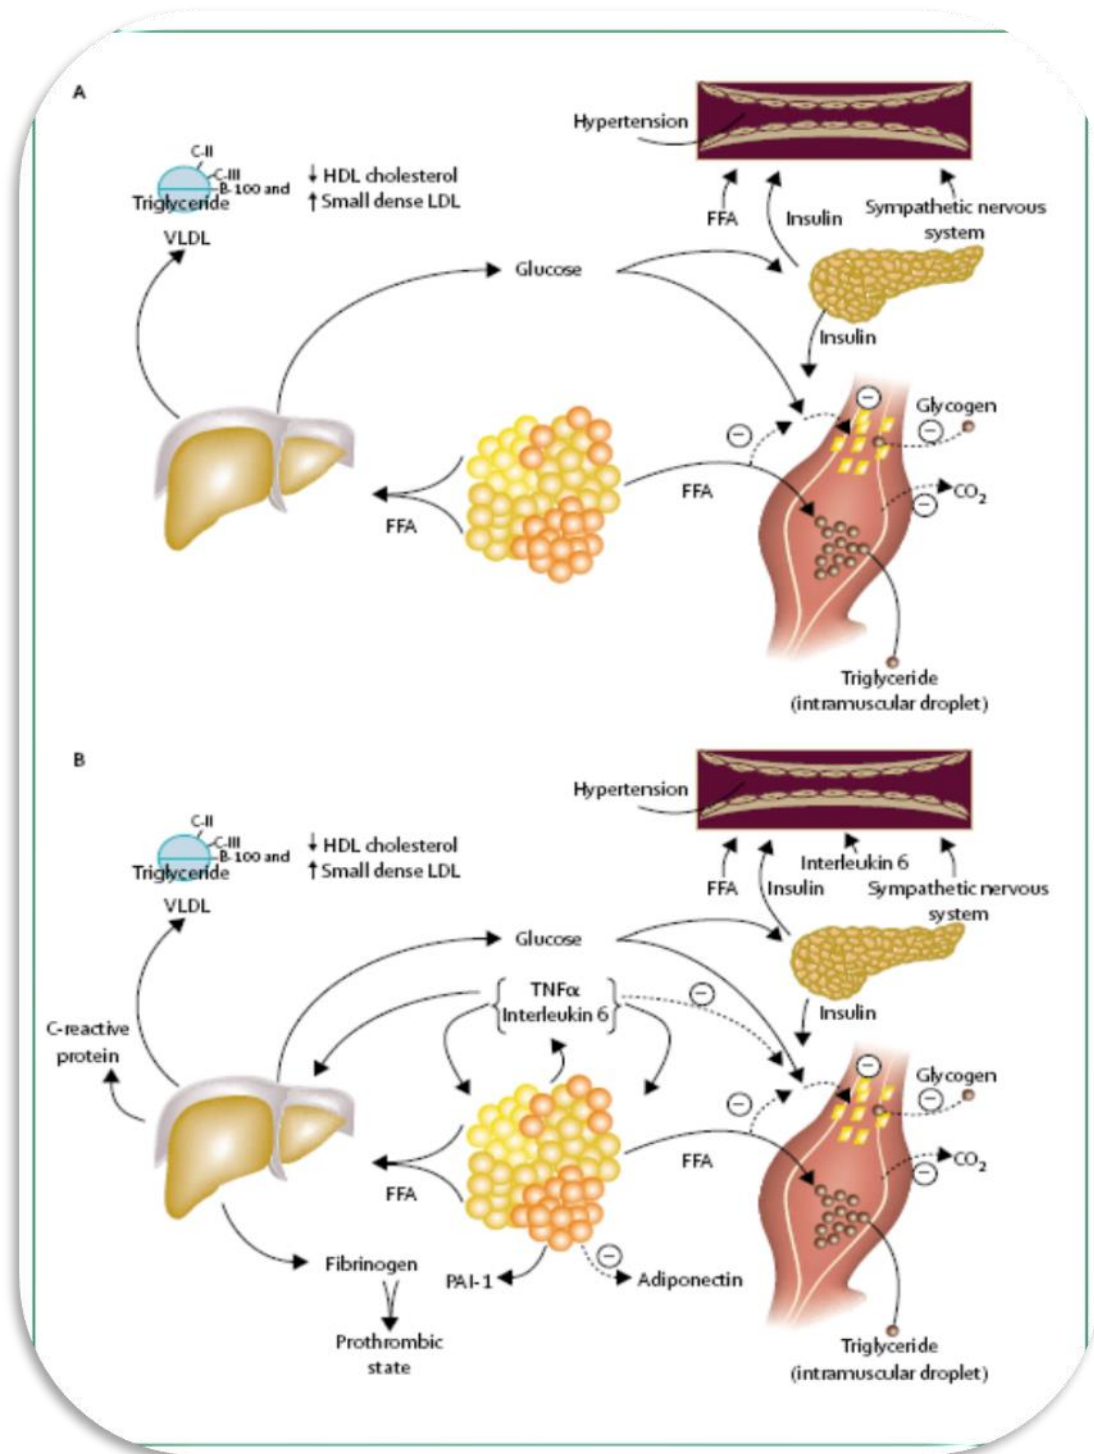 A
Hypertension
C-II
C-III
B-100 and
Triglyceride
VLDL
↓ HDL cholesterol
↑ Small dense LDL
FFA
Insulin
Sympathetic nervous
system
Glucose
Insulin
Glycogen
FFA
FFA
CO2
Triglyceride
(intramuscular droplet)
B
Hypertension
C-II
C-III
B-100 and
Triglyceride
VLDL
↓ HDL cholesterol
↑ Small dense LDL
Interleukin 6
FFA
Insulin
Sympathetic nervous
system
Glucose
TNFα
Interleukin 6
Insulin
C-reactive
protein
Glycogen
FFA
FFA
CO2
Fibrinogen
PAI-1
Adiponectin
Prothrombic
state
Triglyceride
(intramuscular droplet)